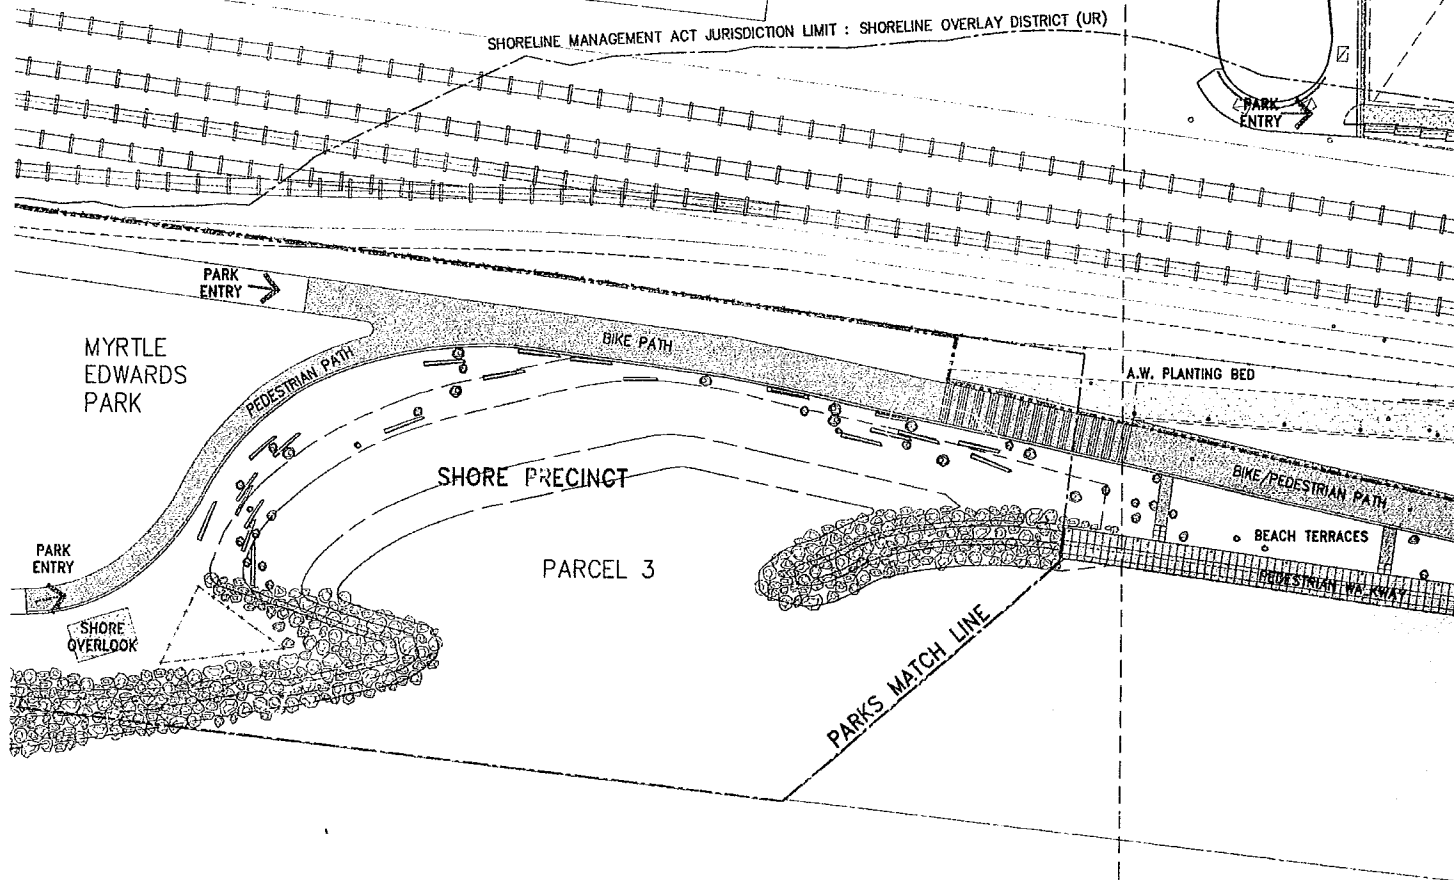 SHORELINE MANAGEMENT ACT JURISDICTION LIMIT : SHORELINE OVERLAY DISTRICT (UR)
PARK
ENTRY
PARK
ENTRY
MYRTLE
EDWARDS
PARK
PEDESTRIAN PATH
BIKE PATH
A.W. PLANTING BED
SHORE PRECINCT
BIKE/PEDESTRIAN PATH
BEACH TERRACES
PARK
ENTRY
PARCEL 3
PEDESTRIAN WALKWAY
SHORE
OVERLOOK
PARKS MATCH LINE